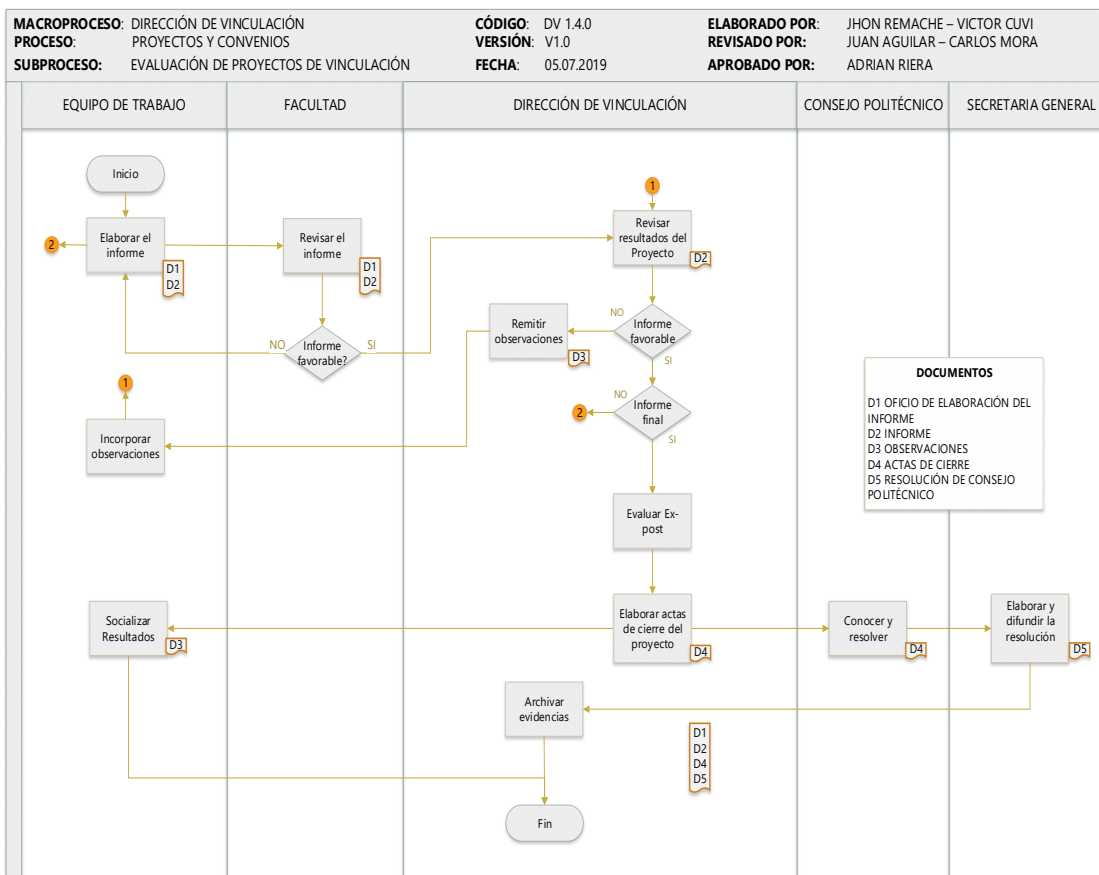 MACROPROCESO: DIRECCIÓN DE VINCULACIÓN
CÓDIGO: DV 1.4.0
ELABORADO POR: JHON REMACHE – VICTOR CUVI
PROCESO: PROYECTOS Y CONVENIOS
VERSIÓN: V1.0
REVISADO POR: JUAN AGUILAR – CARLOS MORA
SUBPROCESO: EVALUACIÓN DE PROYECTOS DE VINCULACIÓN
FECHA: 05.07.2019
APROBADO POR: ADRIAN RIERA
EQUIPO DE TRABAJO
FACULTAD
DIRECCIÓN DE VINCULACIÓN
CONSEJO POLITÉCNICO
SECRETARIA GENERAL
Inicio
1
2
Elaborar el
informe
D1
D2
Revisar el
informe
D1
D2
Revisar
resultados del
Proyecto
D2
NO
Informe
favorable?
SI
Remitir
observaciones
D3
NO
Informe
favorable
SI
1
Incorporar
observaciones
2
NO
Informe
final
SI
DOCUMENTOS
D1 OFICIO DE ELABORACIÓN DEL
INFORME
D2 INFORME
D3 OBSERVACIONES
D4 ACTAS DE CIERRE
D5 RESOLUCIÓN DE CONSEJO
POLITÉCNICO
Evaluar Ex-
post
Socializar
Resultados
D3
Elaborar actas
de cierre del
proyecto
D4
Conocer y
resolver
D4
Elaborar y
difundir la
resolución
D5
Archivar
evidencias
D1
D2
D4
D5
Fin